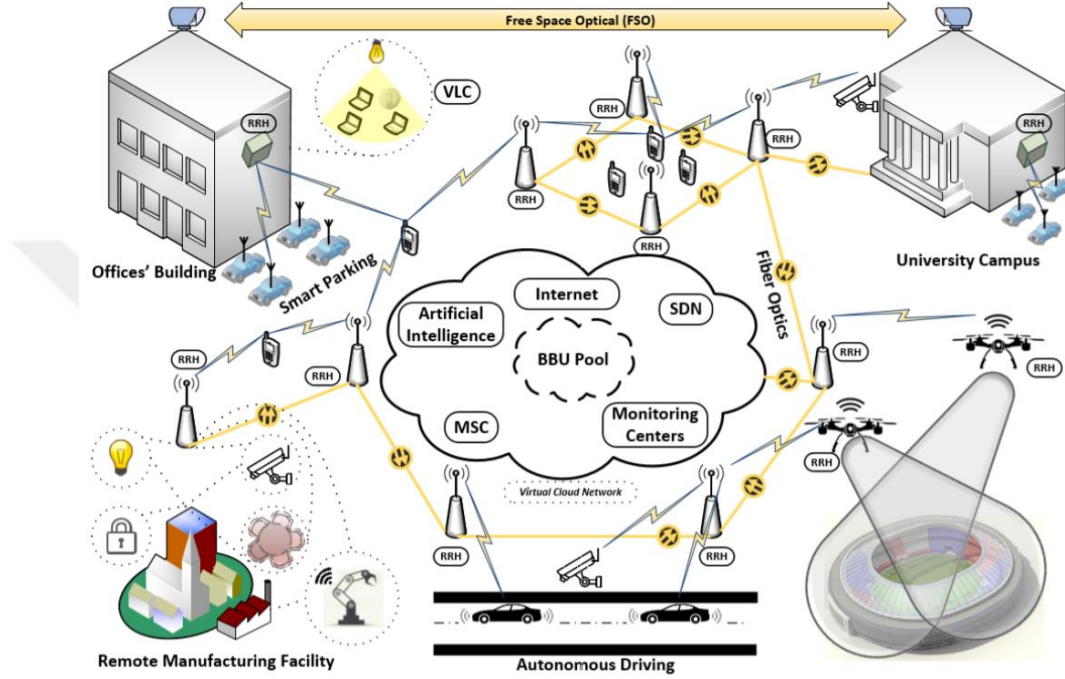 Free Space Optical (FSO)
VLC
RRH
RRH
RRH
RRH
RRH
RRH
RRH
Offices' Building
Smart Parking
University Campus
Fiber Optics
Internet
Artificial
Intelligence
SDN
BBU Pool
MSC
Monitoring
Centers
Virtual Cloud Network
RRH
RRH
RRH
RRH
RRH
RRH
RRH
Remote Manufacturing Facility
Autonomous Driving